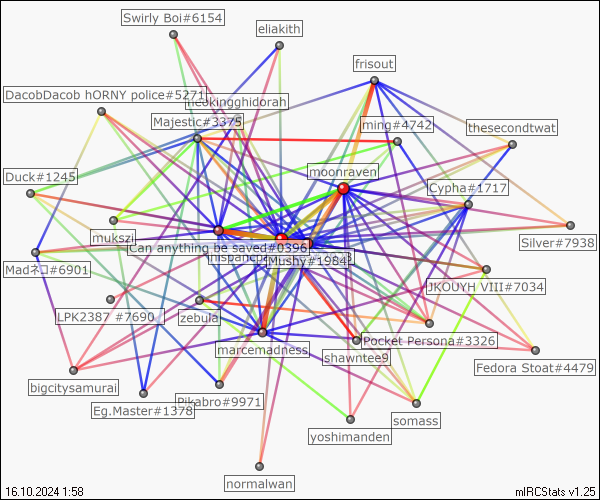 Swirly Boi#6154
eliakith
frisout
DacobDacob hORNY police#5271
neokingghidorah
Majestic#3375
ming#4742
thesecondtwat
moonraven
Duck#1245
Cypha#1717
mukszi
Can anything be saved#0396
Silver#7938
Mushy#1984
Madネコ#6901
JKOUYH VIII#7034
LPK2387 #7690
zebula
marcemadness
Pocket Persona#3326
shawntee9
Fedora Stoat#4479
bigcitysamurai
Pikabro#9971
Eg.Master#1378
somass
yoshimanden
normalwan
16.10.2024 1:58
mIRCStats v1.25